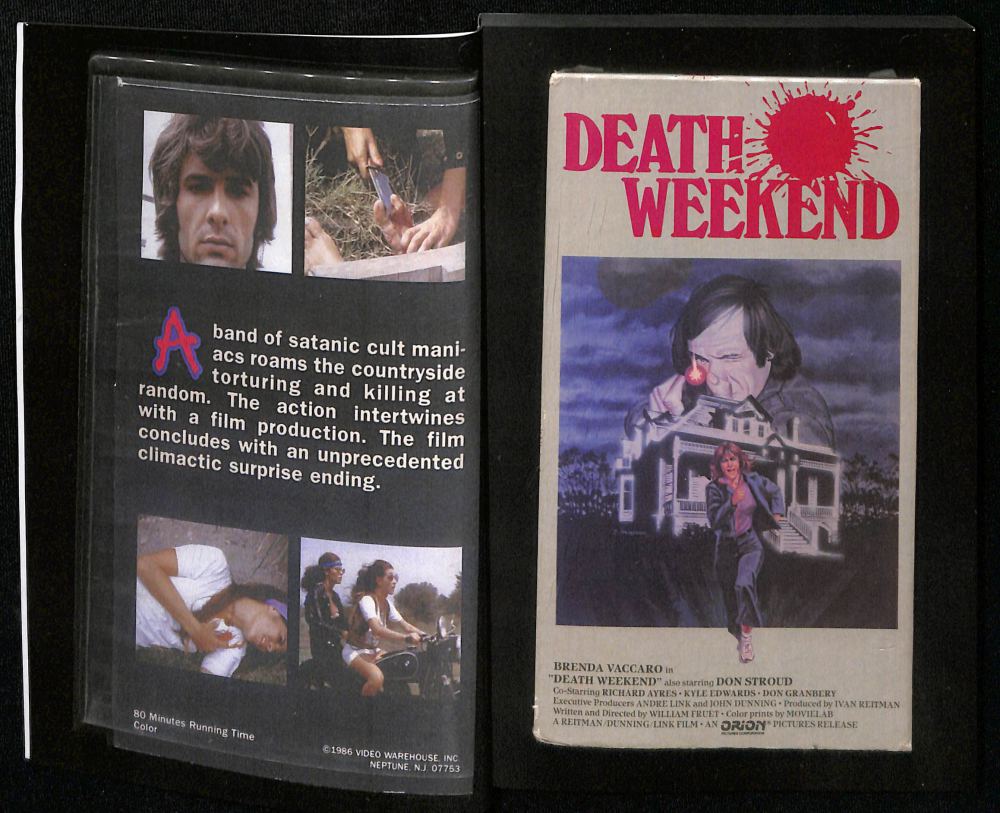 A band of satanic cult mani-
acs roams the countryside
torturing and killing at
random. The action intertwines
with a film production. The film
concludes with an unprecedented
climactic surprise ending.
80 Minutes Running Time
Color
©1986 VIDEO WAREHOUSE, INC.
NEPTUNE, N.J. 07753
DEATH
WEEKEND
BRENDA VACCARO in
"DEATH WEEKEND" also starring DON STROUD
Co-Starring RICHARD AYRES • KYLE EDWARDS • DON GRANBERY
Executive Producers ANDRE LINK and JOHN DUNNING • Produced by IVAN REITMAN
Written and Directed by WILLIAM FRUET • Color prints by MOVIELAB
A REITMAN/DUNNING/LINK FILM • AN ORION® PICTURES RELEASE
PICTURES CORPORATION